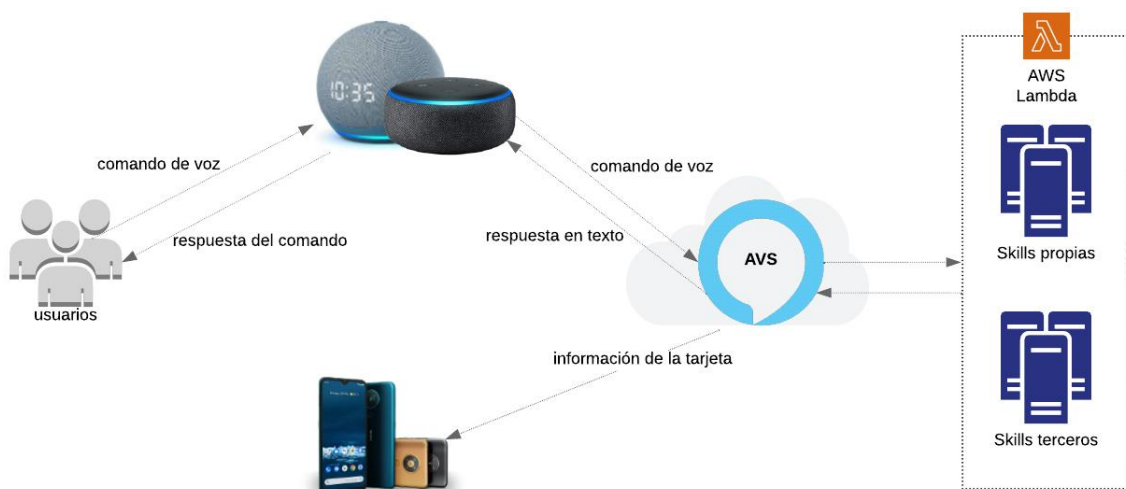 10:35
AWS
Lambda
comando de voz
comando de voz
respuesta del comando
respuesta en texto
AVS
Skills propias
usuarios
información de la tarjeta
Skills terceros